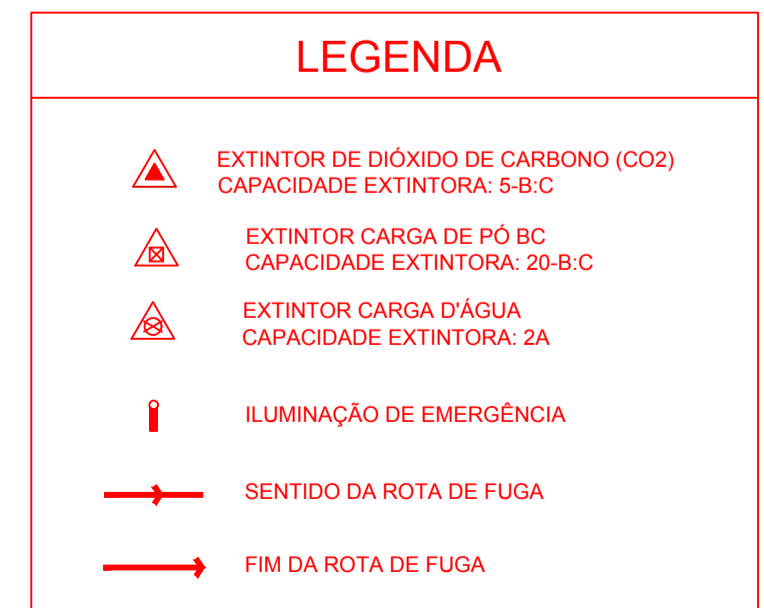 LEGENDA
EXTINTOR DE DIÓXIDO DE CARBONO (CO2)
CAPACIDADE EXTINTORA: 5-B:C
EXTINTOR CARGA DE PÓ BC
CAPACIDADE EXTINTORA: 20-B:C
EXTINTOR CARGA D'ÁGUA
CAPACIDADE EXTINTORA: 2A
ILUMINAÇÃO DE EMERGÊNCIA
SENTIDO DA ROTA DE FUGA
FIM DA ROTA DE FUGA